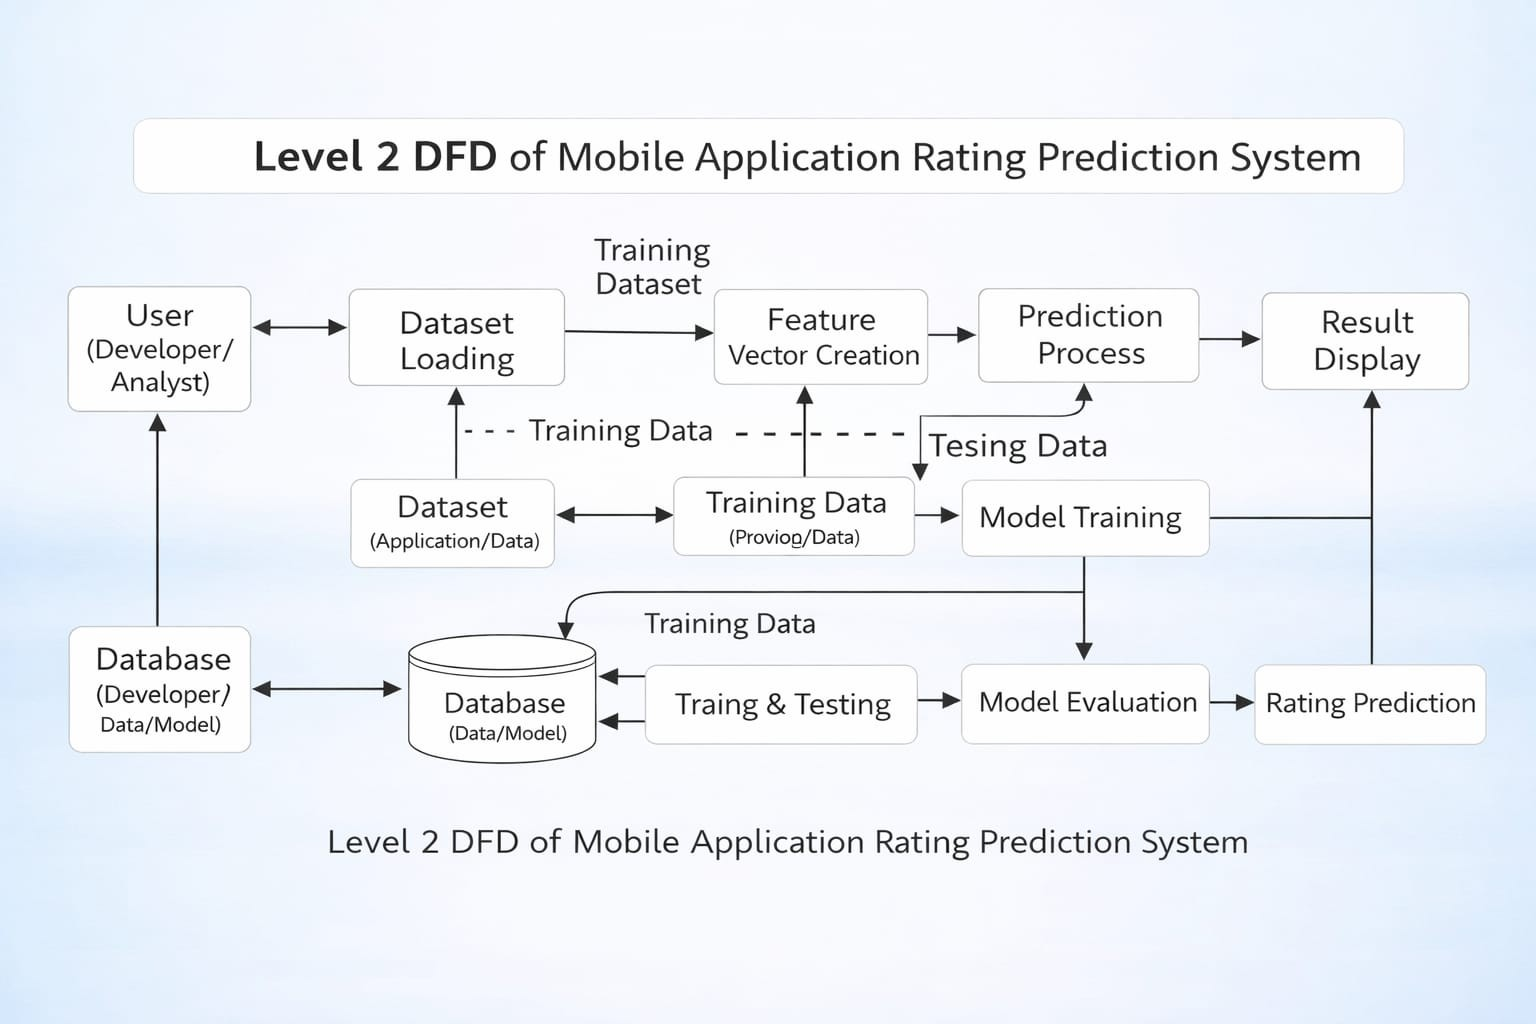 Level 2 DFD of Mobile Application Rating Prediction System
Training
Dataset
User
(Developer/
Analyst)
Dataset
Loading
Feature
Vector Creation
Prediction
Process
Result
Display
Training Data
Tesing Data
Dataset
(Application/Data)
Training Data
(Proviog/Data)
Model Training
Training Data
Database
(Developer/
Data/Model)
Database
(Data/Model)
Traing & Testing
Model Evaluation
Rating Prediction
Level 2 DFD of Mobile Application Rating Prediction System